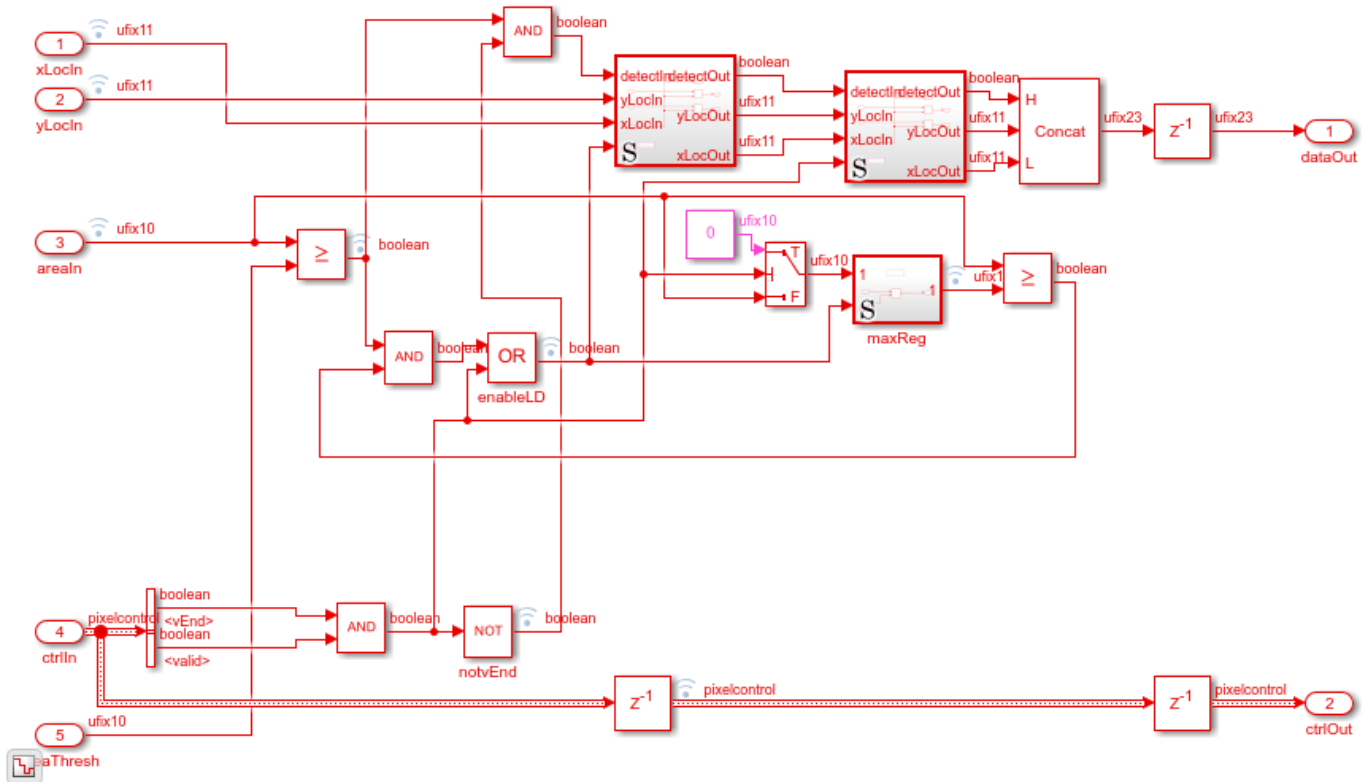 1
xLocIn
ufix11
2
yLocIn
ufix11
AND
boolean
detectIn
detectOut
yLocIn
yLocOut
xLocIn
xLocOut
S
boolean
ufix11
ufix11
detectIn
detectOut
yLocIn
yLocOut
xLocIn
xLocOut
S
boolean
ufix11
ufix11
H
Concat
L
ufix23
z-1
ufix23
1
dataOut
3
areaIn
ufix10
≥
boolean
0
ufix10
T
F
ufix10
1
1
S
maxReg
ufix1
≥
boolean
AND
boolean
OR
enableLD
boolean
4
ctrlIn
pixelcontrol
boolean
<vEnd>
boolean
<valid>
AND
boolean
NOT
notvEnd
boolean
z-1
pixelcontrol
z-1
pixelcontrol
2
ctrlOut
5
eaThresh
ufix10